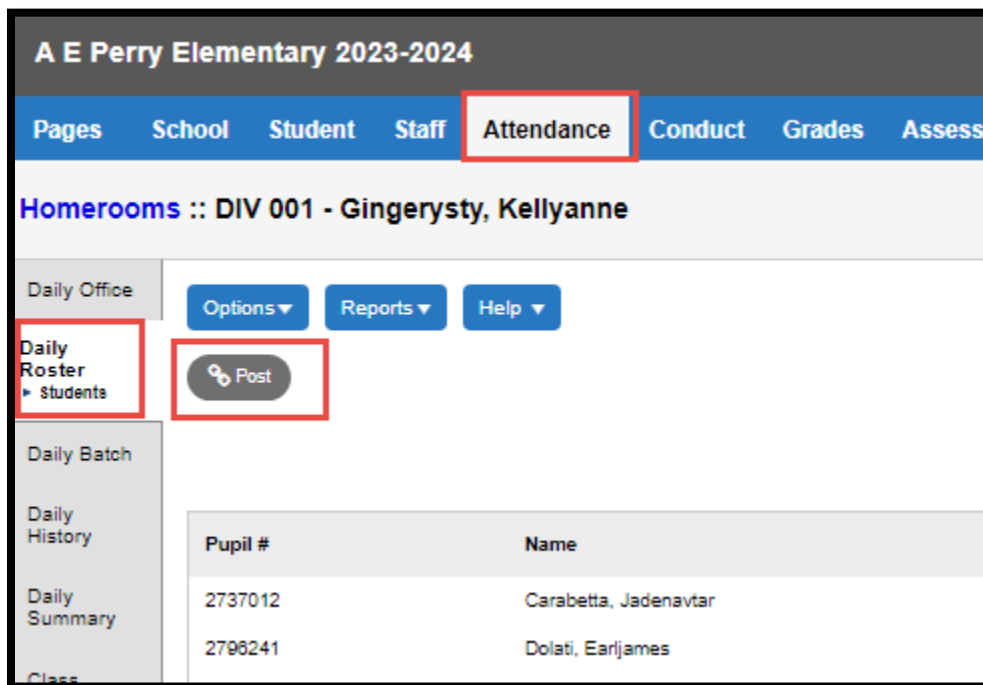 A E Perry Elementary 2023-2024
Pages School Student Staff Attendance Conduct Grades Assess
Homerooms :: DIV 001 - Gingerysty, Kellyanne
Daily Office
Options Reports Help
Daily
Roster
Students
Post
Daily Batch
Daily
History
Pupil # Name
Daily
Summary
2737012 Carabetta, Jadenavtar
2796241 Dolati, Earljames
Class